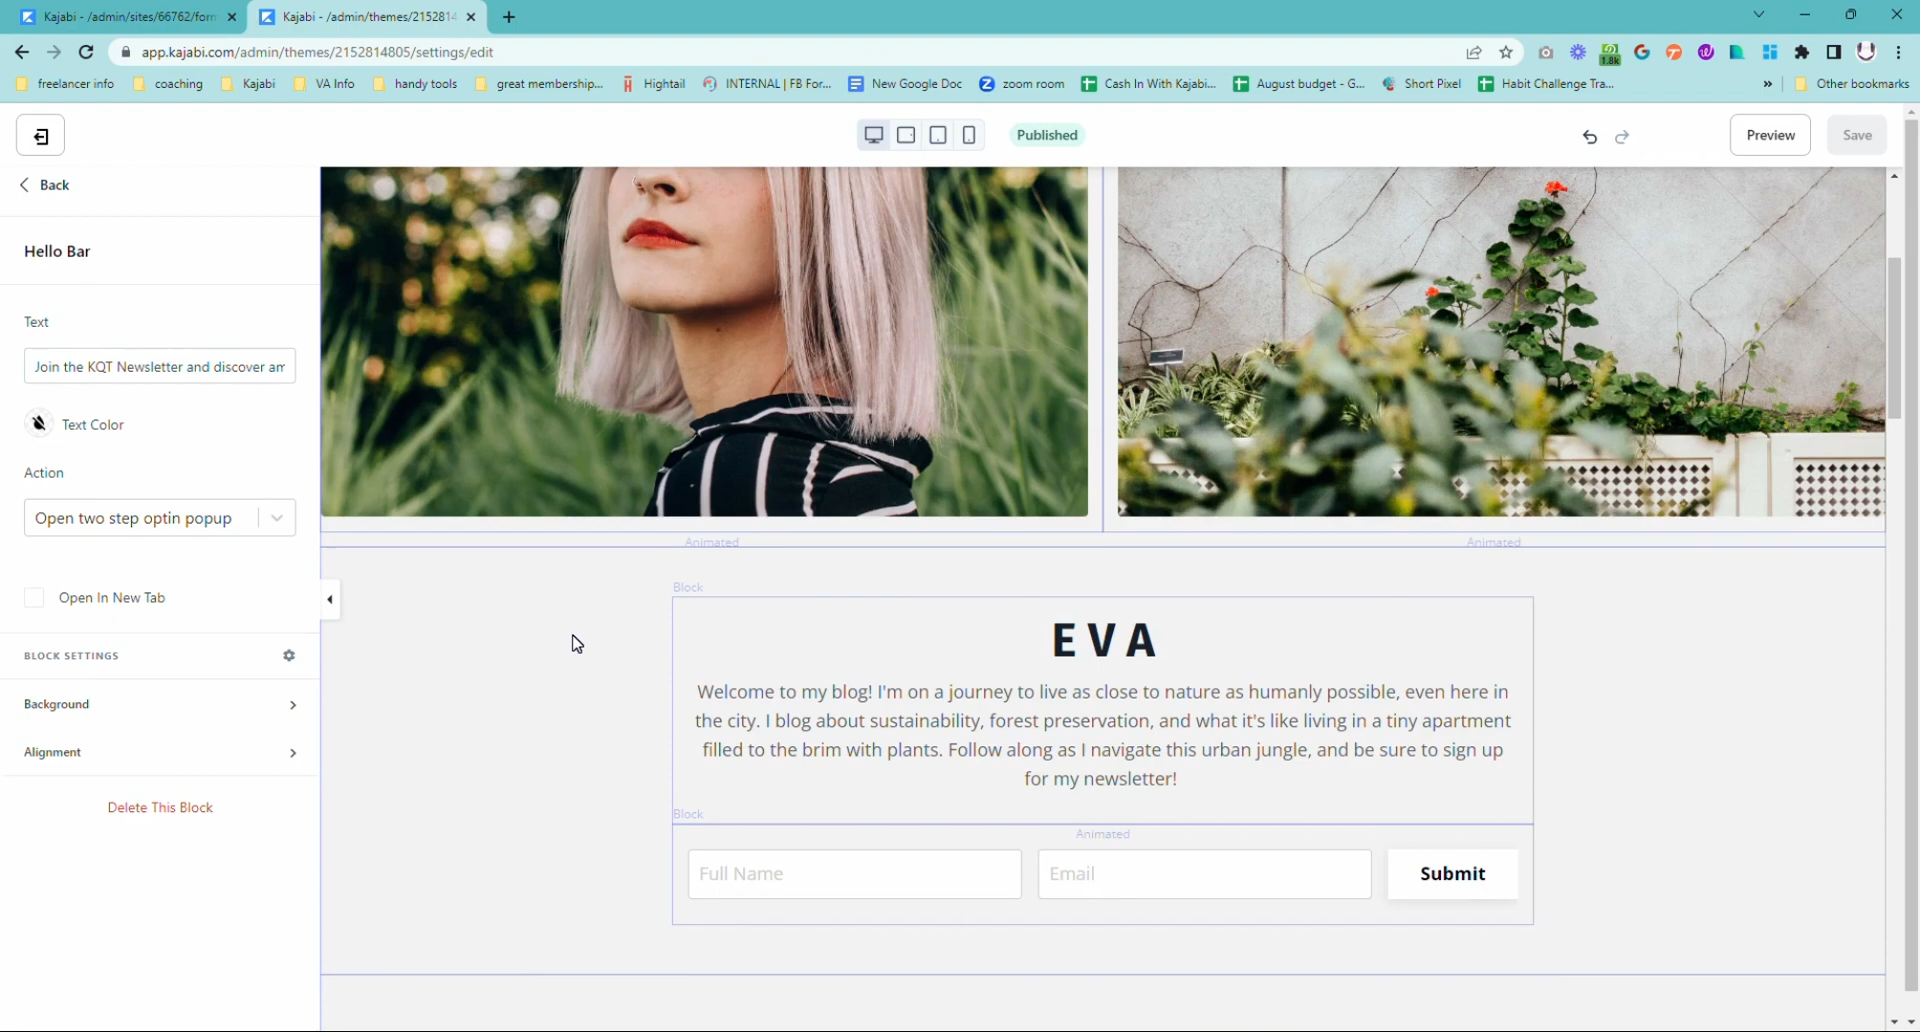 Kajabi - /admin/sites/66762/forn
Kajabi - /admin/themes/2152814
app.kajabi.com/admin/themes/2152814805/settings/edit
1.8k
freelancer info
coaching
Kajabi
VA Info
handy tools
great membership...
Hightail
INTERNAL | FB For...
New Google Doc
zoom room
Cash In With Kajabi...
August budget - G...
Short Pixel
Habit Challenge Tra...
»
Other bookmarks
Published
Preview
Save
Back
Hello Bar
Text
Join the KQT Newsletter and discover am
Text Color
Action
Open two step optin popup
Open In New Tab
BLOCK SETTINGS
Background
Alignment
Delete This Block
Animated
Animated
Block
EVA
Welcome to my blog! I'm on a journey to live as close to nature as humanly possible, even here in
the city. I blog about sustainability, forest preservation, and what it's like living in a tiny apartment
filled to the brim with plants. Follow along as I navigate this urban jungle, and be sure to sign up
for my newsletter!
Block
Animated
Full Name
Email
Submit